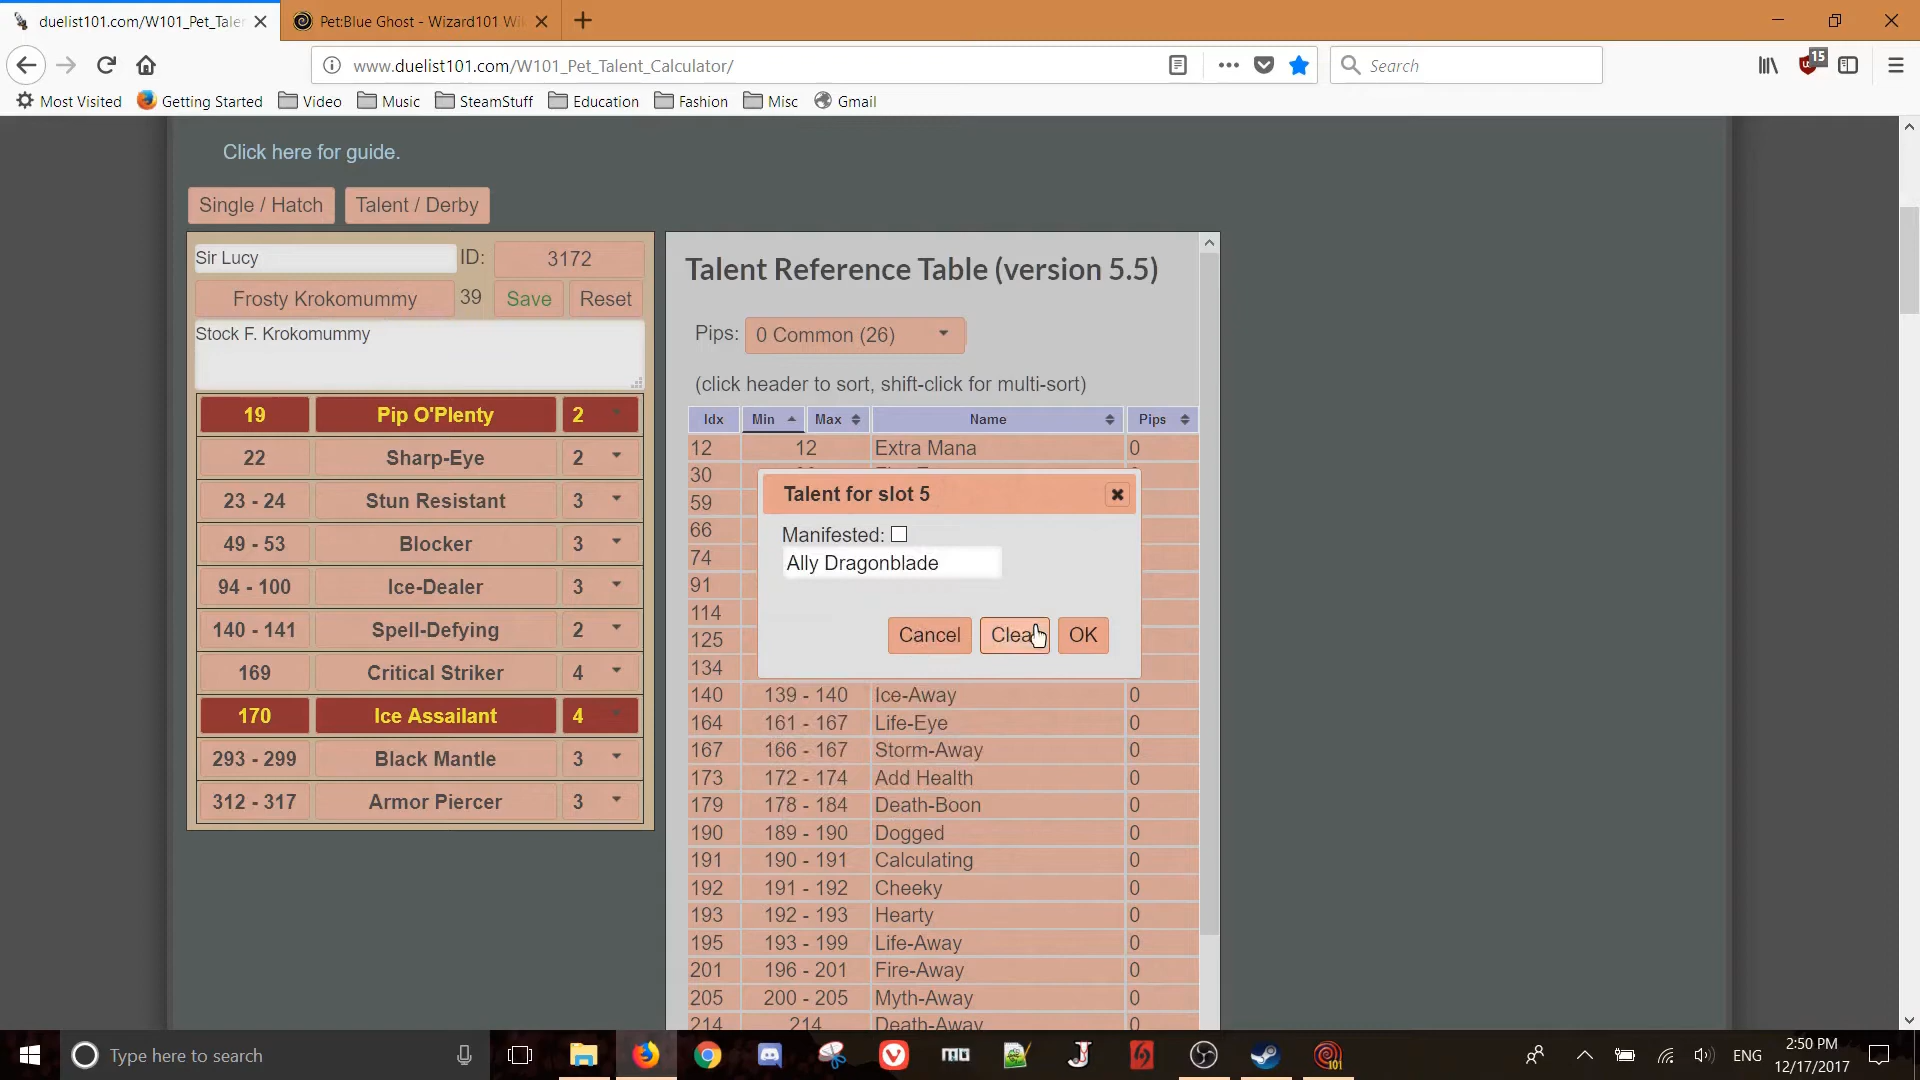 duelist101.com/W101_Pet_Tale
Pet:Blue Ghost - Wizard101 Wi
www.duelist101.com/W101_Pet_Talent_Calculator/
Search
15
Most Visited
Getting Started
Video
Music
SteamStuff
Education
Fashion
Misc
Gmail
Click here for guide.
Single / Hatch
Talent / Derby
Sir Lucy
ID:
3172
Frosty Krokomummy
39
Save
Reset
Stock F. Krokomummy
19 Pip O'Plenty 2
22 Sharp-Eye 2
23 - 24 Stun Resistant 3
49 - 53 Blocker 3
94 - 100 Ice-Dealer 3
140 - 141 Spell-Defying 2
169 Critical Striker 4
170 Ice Assailant 4
293 - 299 Black Mantle 3
312 - 317 Armor Piercer 3
Talent Reference Table (version 5.5)
Pips: 0 Common (26)
(click header to sort, shift-click for multi-sort)
Idx Min Max Name Pips
12 12 Extra Mana 0
30
59
66
74
91
114
125
134
Talent for slot 5
Manifested:
Ally Dragonblade
Cancel
Clea
OK
140 139 - 140 Ice-Away 0
164 161 - 167 Life-Eye 0
167 166 - 167 Storm-Away 0
173 172 - 174 Add Health 0
179 178 - 184 Death-Boon 0
190 189 - 190 Dogged 0
191 190 - 191 Calculating 0
192 191 - 192 Cheeky 0
193 192 - 193 Hearty 0
195 193 - 199 Life-Away 0
201 196 - 201 Fire-Away 0
205 200 - 205 Myth-Away 0
214 214 Death-Away 0
Type here to search
ENG
2:50 PM
12/17/2017